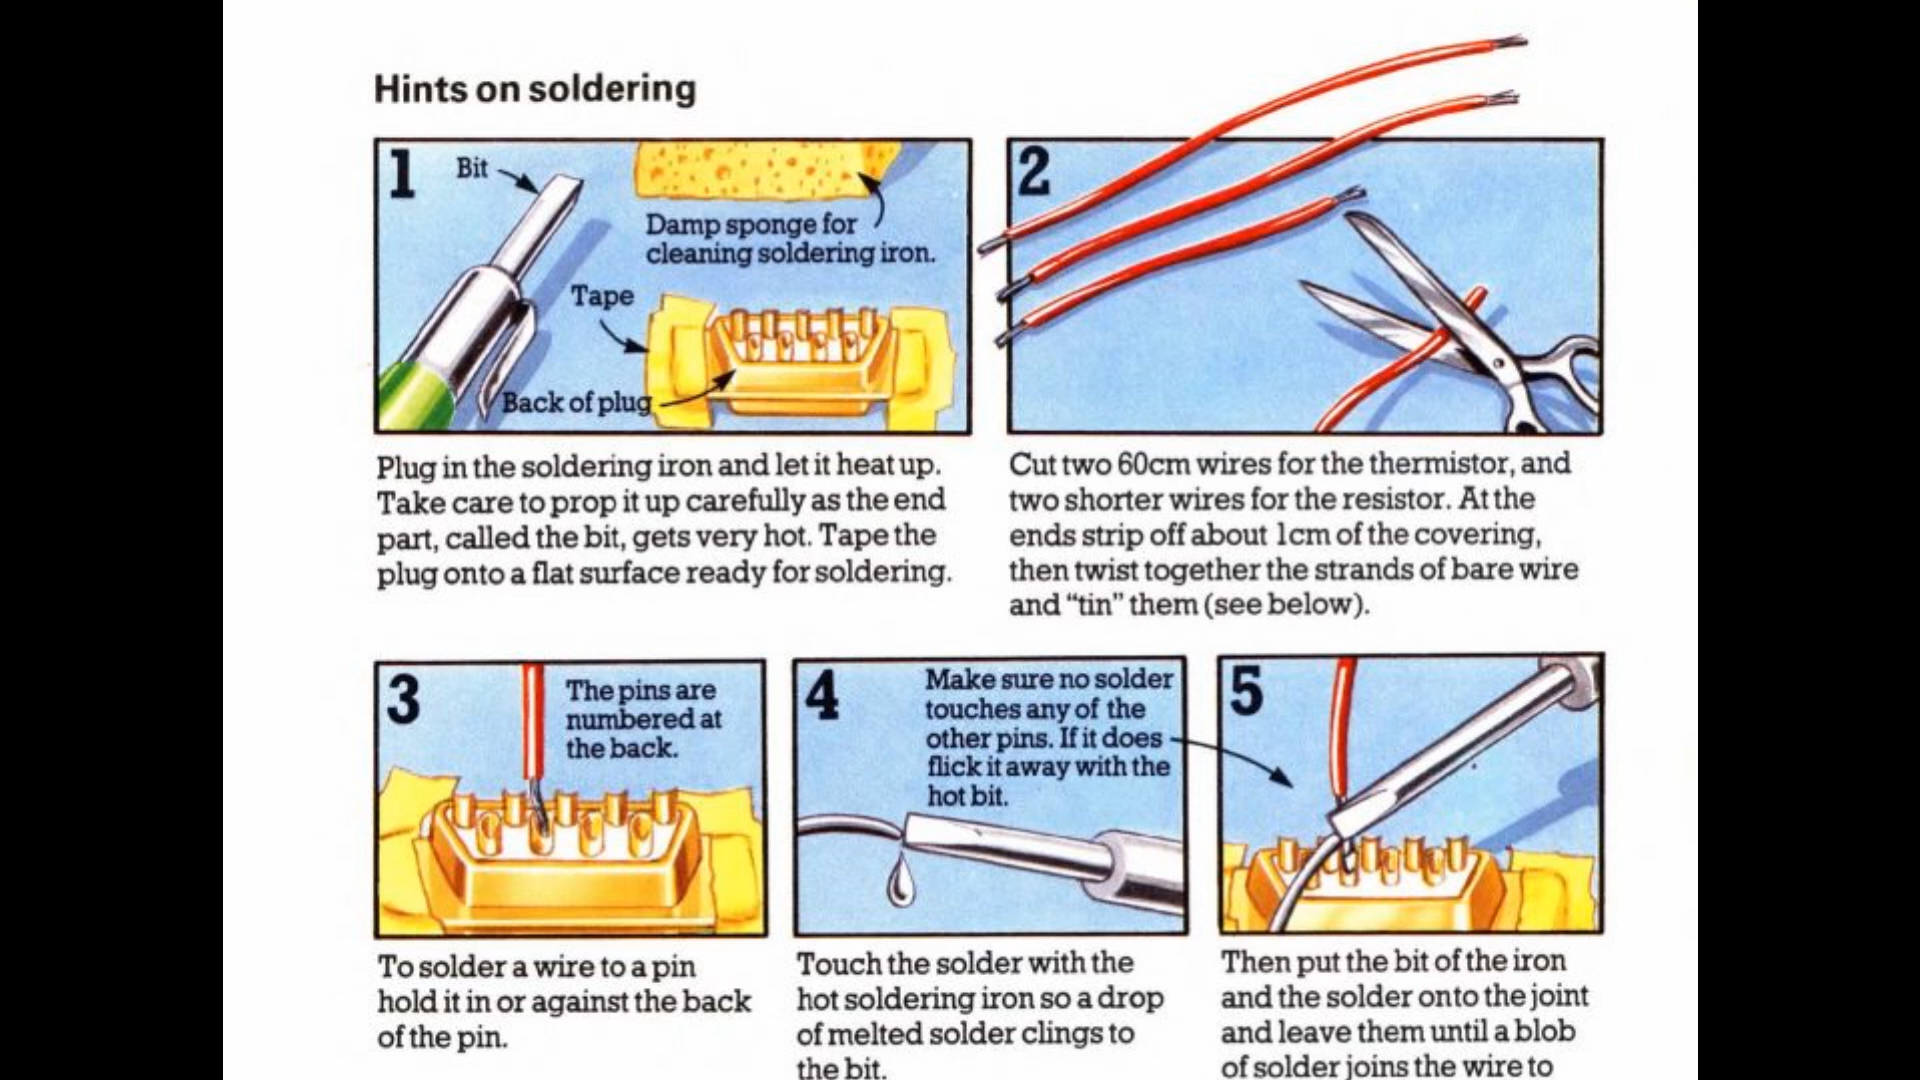 Hints on soldering
1
Bit
Damp sponge for
cleaning soldering iron.
Tape
Back of plug
Plug in the soldering iron and let it heat up.
Take care to prop it up carefully as the end
part, called the bit, gets very hot. Tape the
plug onto a flat surface ready for soldering.
2
Cut two 60cm wires for the thermistor, and
two shorter wires for the resistor. At the
ends strip off about 1cm of the covering,
then twist together the strands of bare wire
and “tin” them (see below).
3
The pins are
numbered at
the back.
To solder a wire to a pin
hold it in or against the back
of the pin.
4
Make sure no solder
touches any of the
other pins. If it does
flick it away with the
hot bit.
Touch the solder with the
hot soldering iron so a drop
of melted solder clings to
the bit.
5
Then put the bit of the iron
and the solder onto the joint
and leave them until a blob
of solder joins the wire to